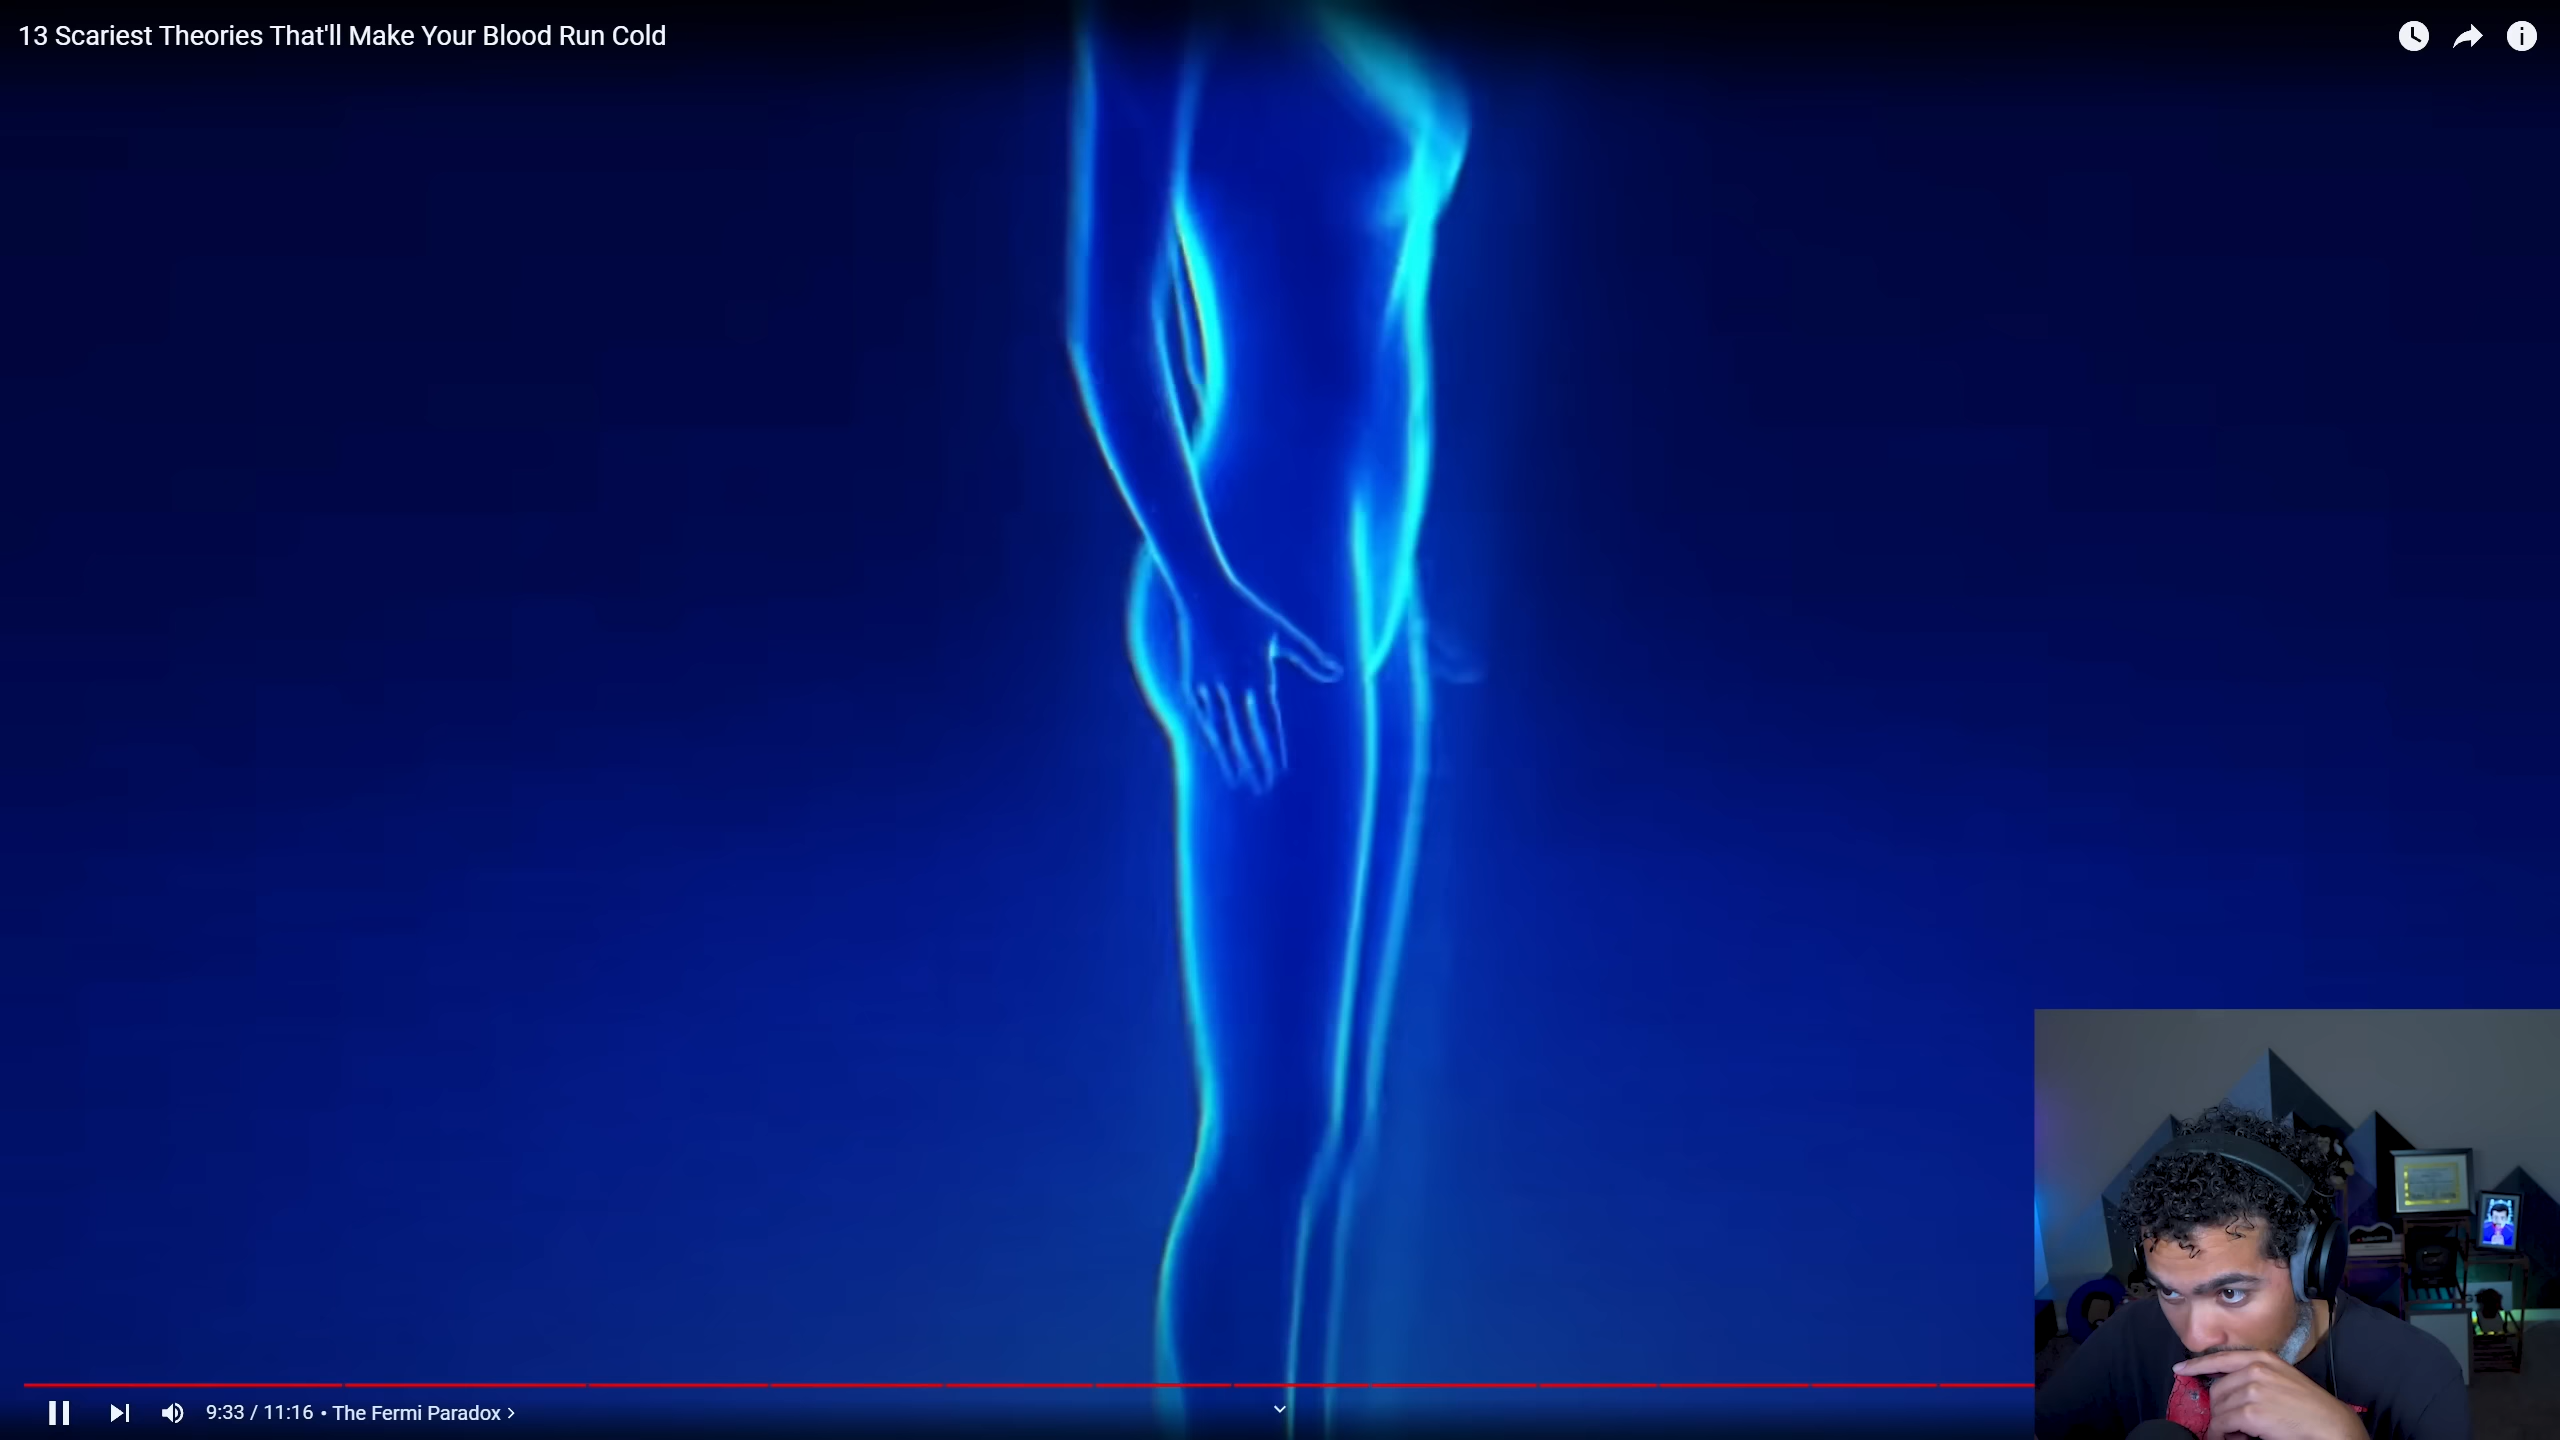 13 Scariest Theories That'll Make Your Blood Run Cold
9:33 / 11:16 • The Fermi Paradox ›